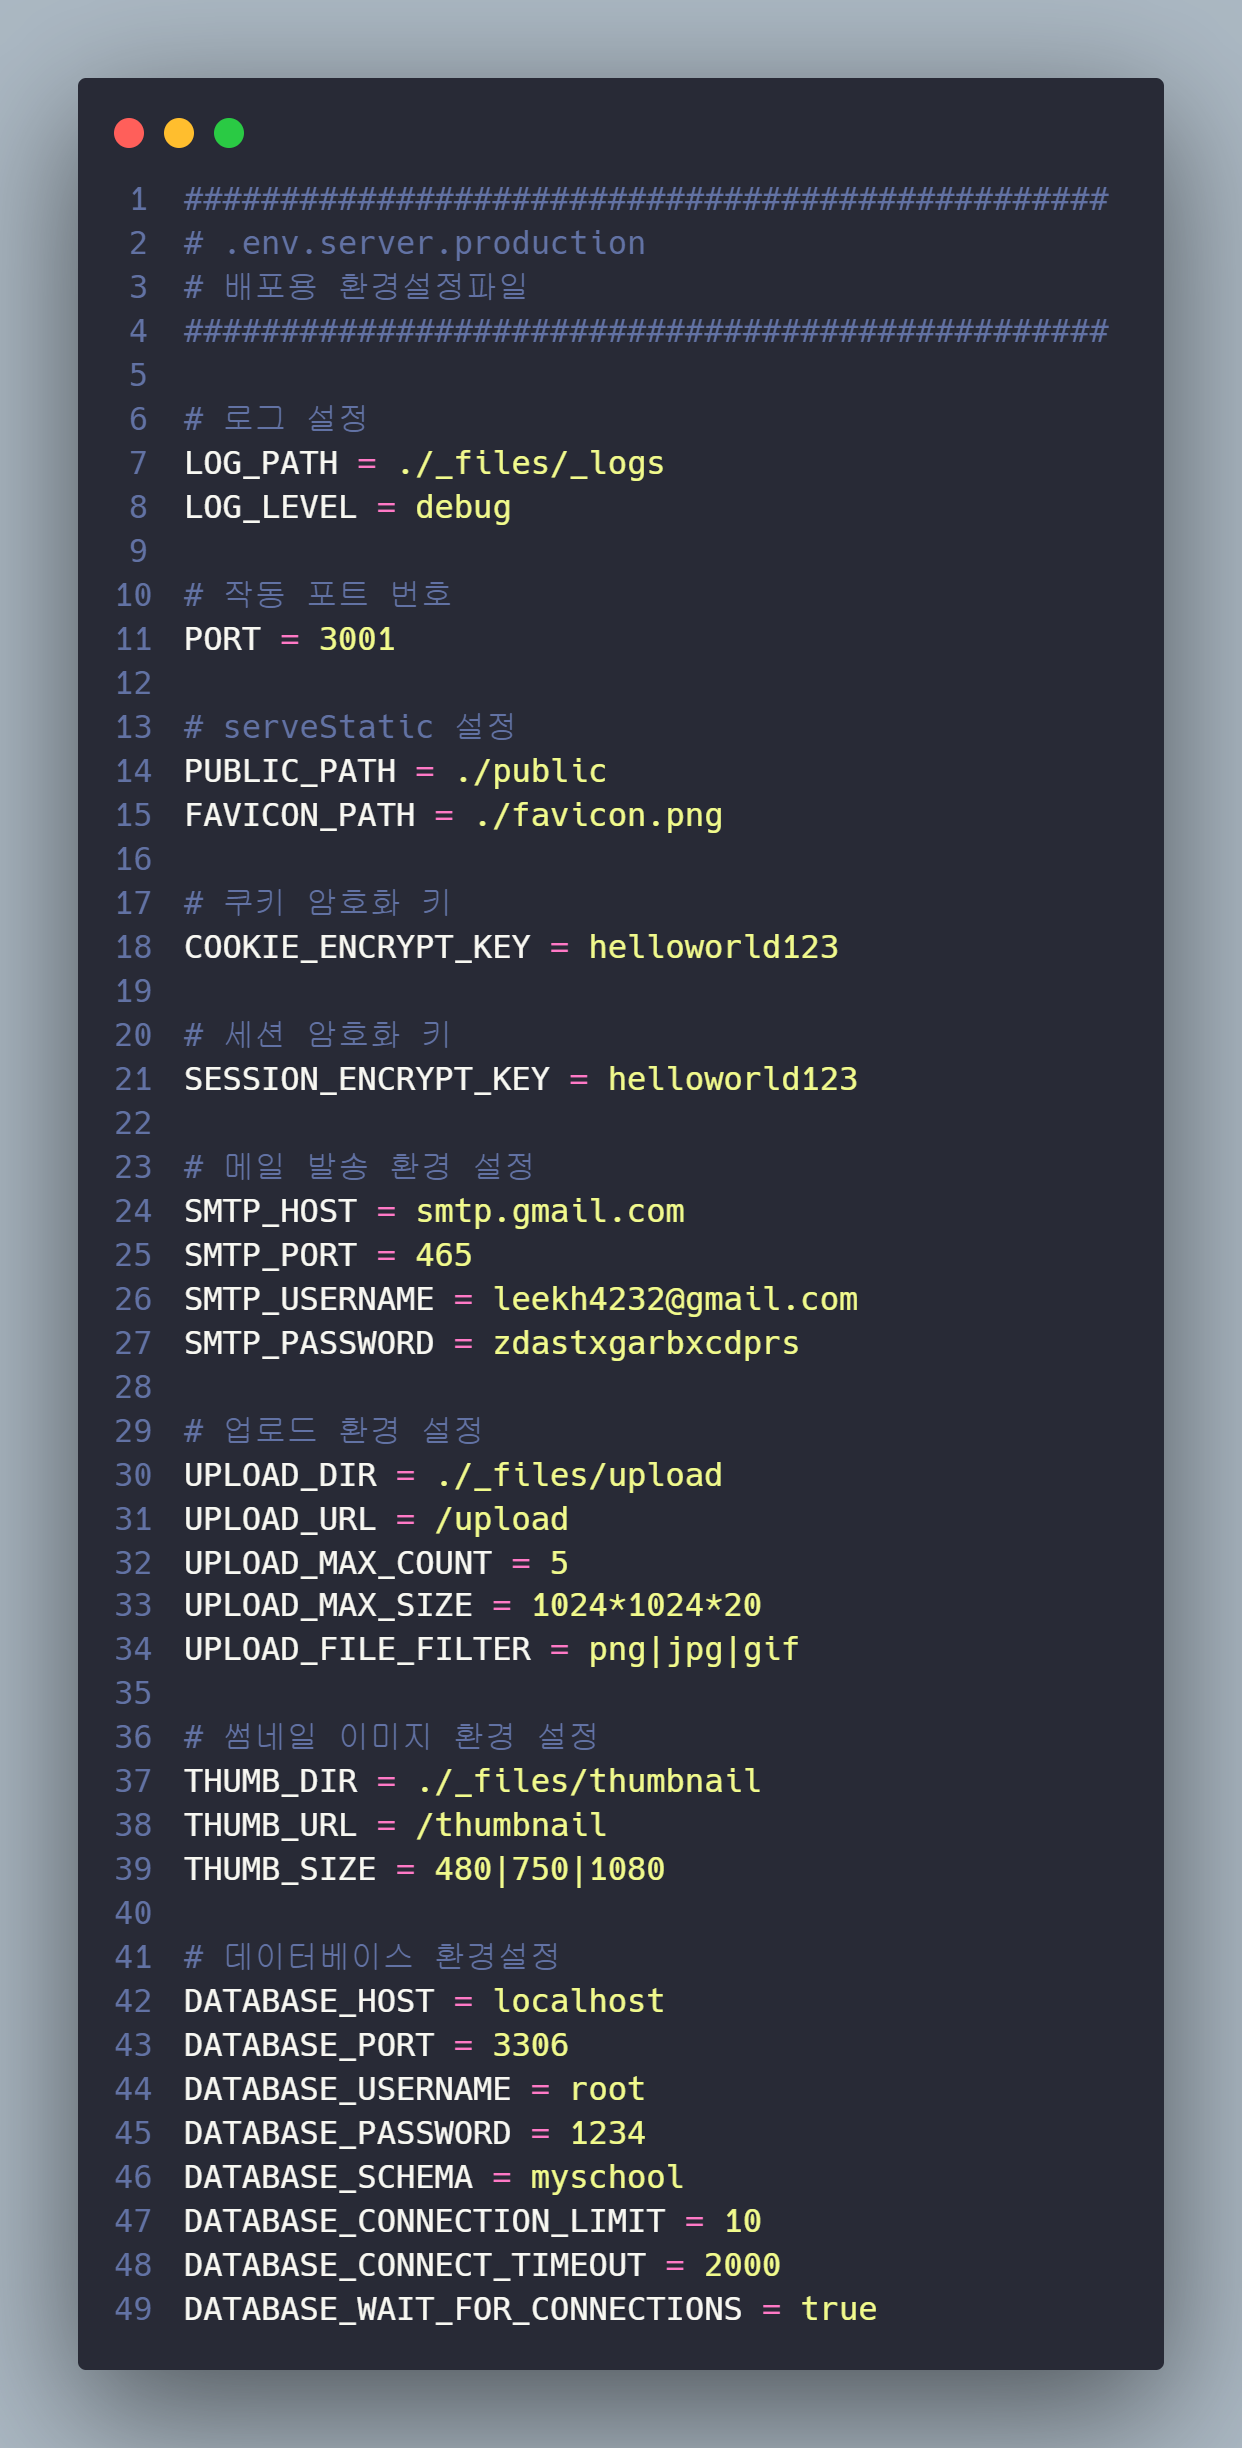 1 ################################################
2 # .env.server.production
3 # 배포용 환경설정파일
4 ################################################
5
6 # 로그 설정
7 LOG_PATH = ./_files/_logs
8 LOG_LEVEL = debug
9
10 # 작동 포트 번호
11 PORT = 3001
12
13 # serveStatic 설정
14 PUBLIC_PATH = ./public
15 FAVICON_PATH = ./favicon.png
16
17 # 쿠키 암호화 키
18 COOKIE_ENCRYPT_KEY = helloworld123
19
20 # 세션 암호화 키
21 SESSION_ENCRYPT_KEY = helloworld123
22
23 # 메일 발송 환경 설정
24 SMTP_HOST = smtp.gmail.com
25 SMTP_PORT = 465
26 SMTP_USERNAME = leekh4232@gmail.com
27 SMTP_PASSWORD = zdastxgarbxcdprs
28
29 # 업로드 환경 설정
30 UPLOAD_DIR = ./_files/upload
31 UPLOAD_URL = /upload
32 UPLOAD_MAX_COUNT = 5
33 UPLOAD_MAX_SIZE = 1024*1024*20
34 UPLOAD_FILE_FILTER = png|jpg|gif
35
36 # 썸네일 이미지 환경 설정
37 THUMB_DIR = ./_files/thumbnail
38 THUMB_URL = /thumbnail
39 THUMB_SIZE = 480|750|1080
40
41 # 데이터베이스 환경설정
42 DATABASE_HOST = localhost
43 DATABASE_PORT = 3306
44 DATABASE_USERNAME = root
45 DATABASE_PASSWORD = 1234
46 DATABASE_SCHEMA = myschool
47 DATABASE_CONNECTION_LIMIT = 10
48 DATABASE_CONNECT_TIMEOUT = 2000
49 DATABASE_WAIT_FOR_CONNECTIONS = true